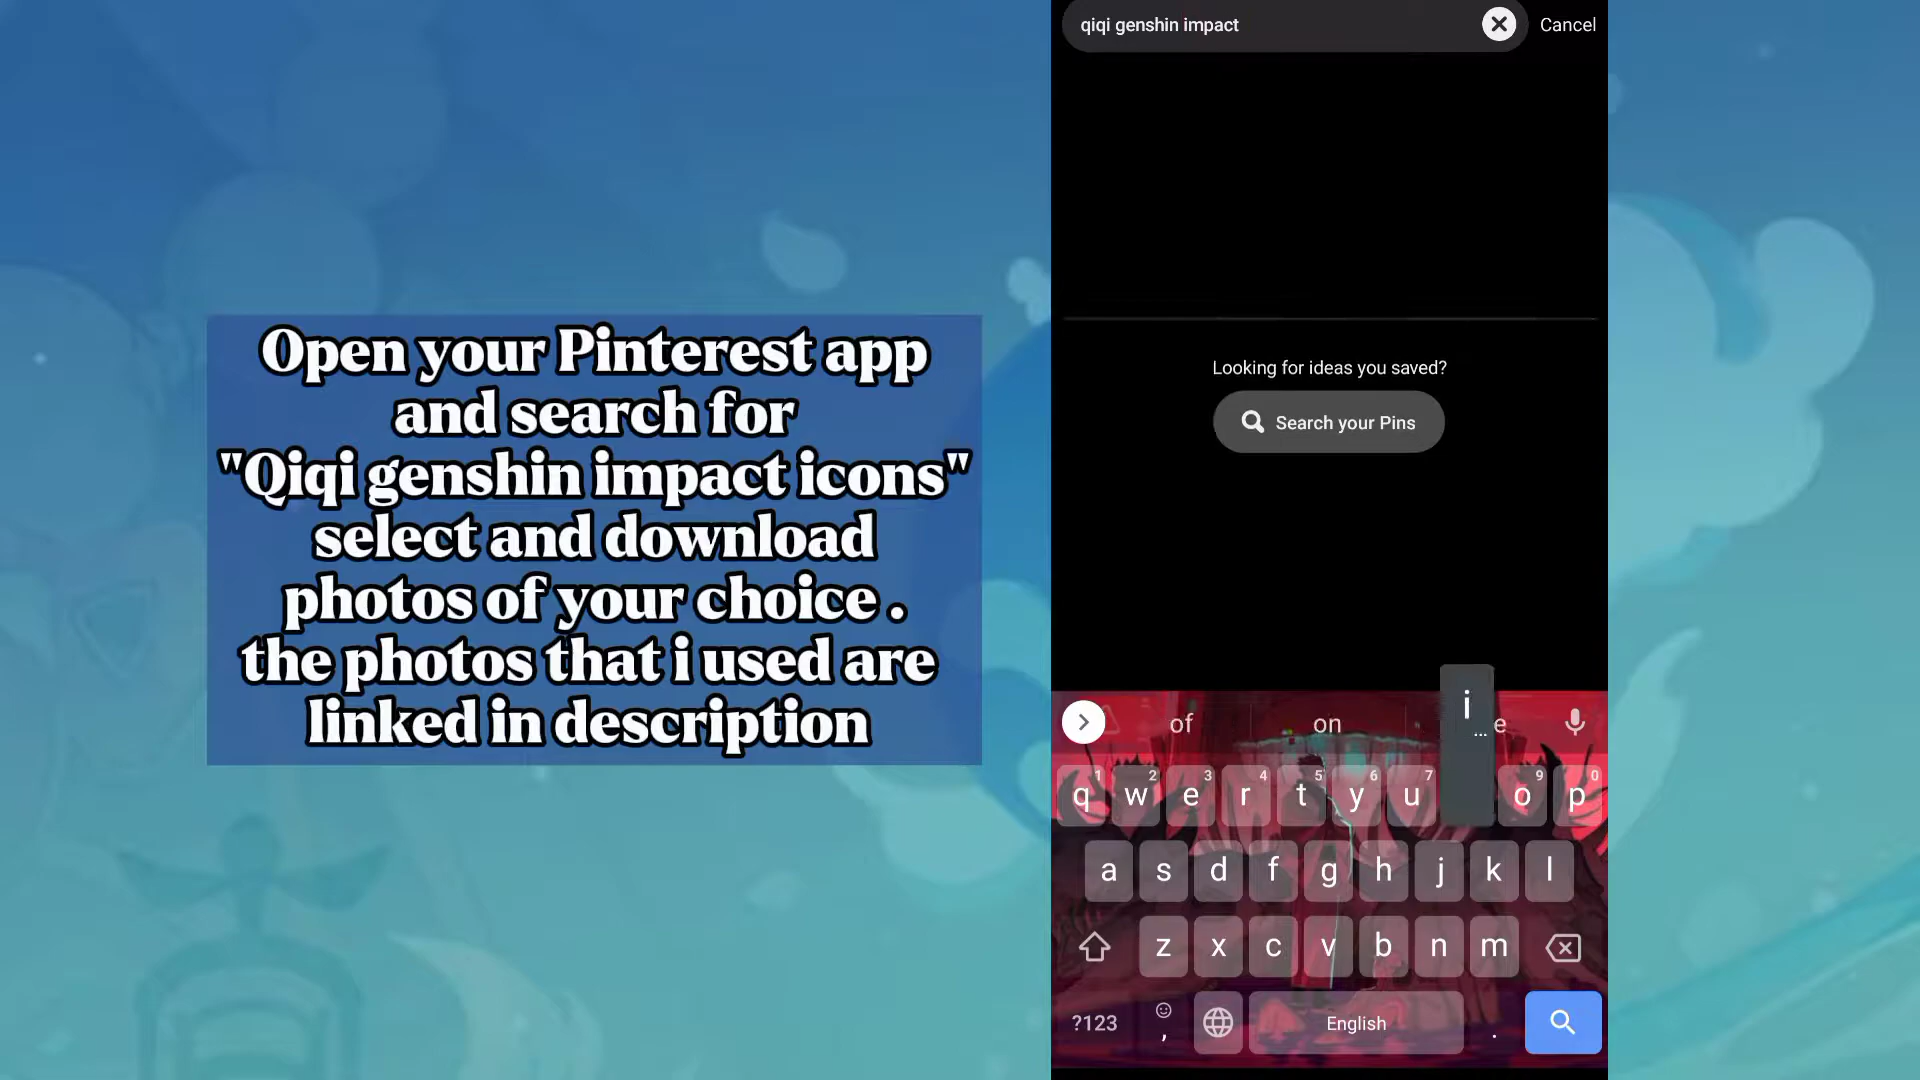 Open your Pinterest app
and search for
"Qiqi genshin impact icons"
select and download
photos of your choice .
the photos that i used are
linked in description
qiqi genshin impact
Cancel
Looking for ideas you saved?
Search your Pins
i
...
of on e
1 2 3 4 5 6 7 9 0
q w e r t y u o p
a s d f g h j k l
z x c v b n m
?123 , English .